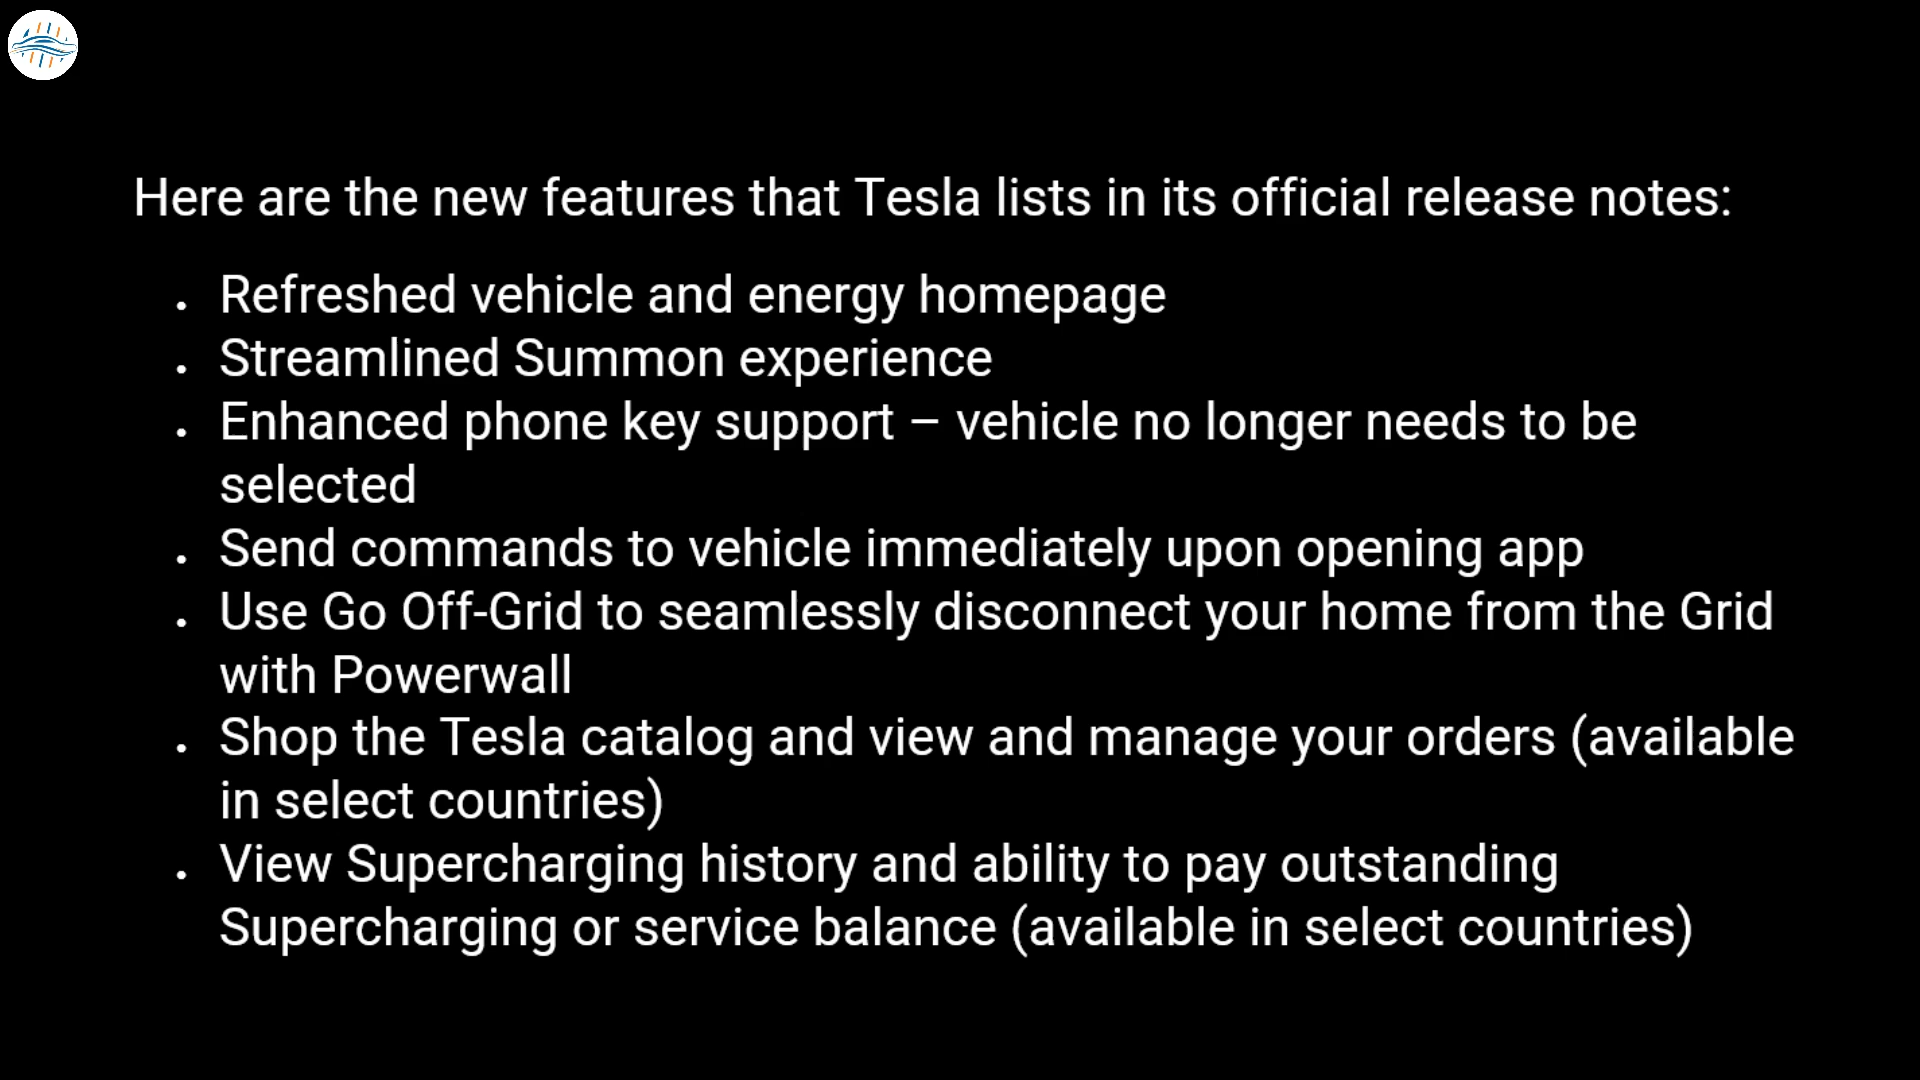 Here are the new features that Tesla lists in its official release notes:
• Refreshed vehicle and energy homepage
• Streamlined Summon experience
• Enhanced phone key support – vehicle no longer needs to be
selected
• Send commands to vehicle immediately upon opening app
• Use Go Off-Grid to seamlessly disconnect your home from the Grid
with Powerwall
• Shop the Tesla catalog and view and manage your orders (available
in select countries)
• View Supercharging history and ability to pay outstanding
Supercharging or service balance (available in select countries)